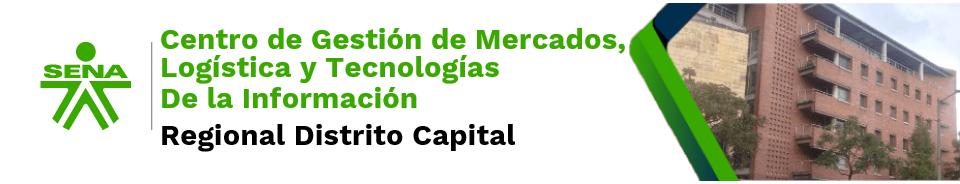 SENA
Centro de Gestión de Mercados,
Logística y Tecnologías
De la Información
Regional Distrito Capital